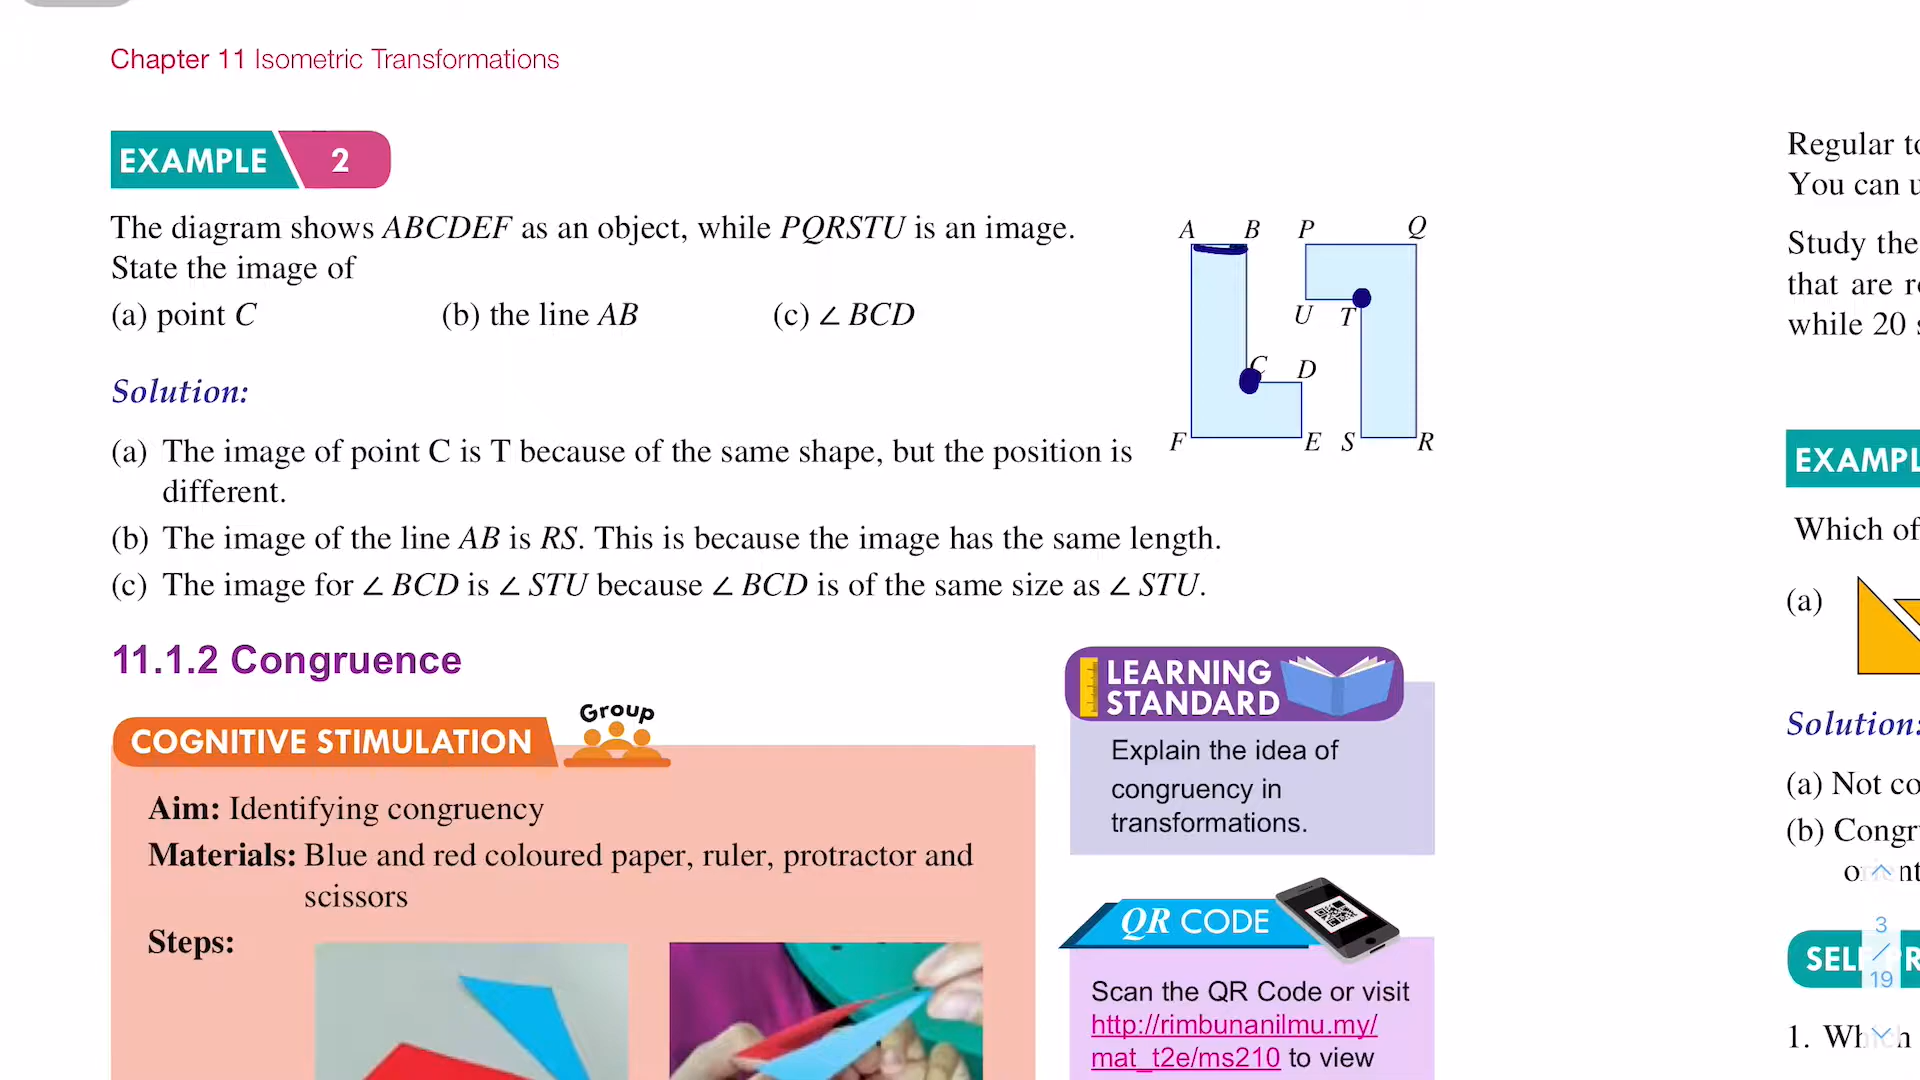 Chapter 11 Isometric Transformations
EXAMPLE 2
The diagram shows ABCDEF as an object, while PQRSTU is an image.
State the image of
(a) point C (b) the line AB (c) ∠ BCD
A B P Q
U T
C D
F E S R
Solution:
(a) The image of point C is T because of the same shape, but the position is
different.
(b) The image of the line AB is RS. This is because the image has the same length.
(c) The image for ∠ BCD is ∠ STU because ∠ BCD is of the same size as ∠ STU.
11.1.2 Congruence
COGNITIVE STIMULATION
Group
Aim: Identifying congruency
Materials: Blue and red coloured paper, ruler, protractor and
scissors
Steps:
LEARNING
STANDARD
Explain the idea of
congruency in
transformations.
QR CODE
Scan the QR Code or visit
http://rimbunanilmu.my/
mat_t2e/ms210 to view
Regular
You can
Study the
that are
while 20
EXAMPL
Which of
(a)
Solution:
(a) Not co
(b) Congr
3
19
1. Which